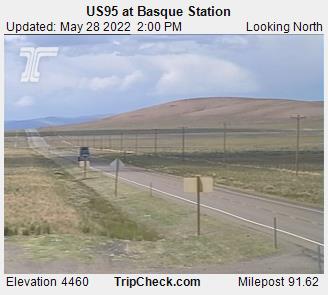 US95 at Basque Station
Updated: May 28 2022 2:00 PM Looking North
Elevation 4460 TripCheck.com Milepost 91.62